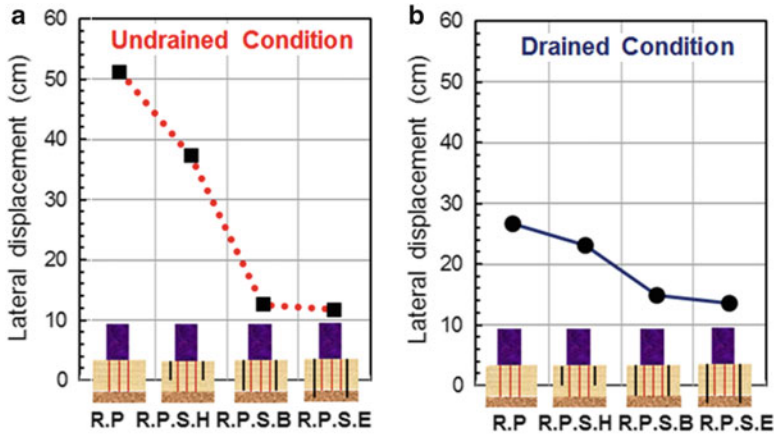 a
Undrained Condition
Lateral displacement (cm)
60
50
40
30
20
10
0
R.P R.P.S.H R.P.S.B R.P.S.E
b
Drained Condition
Lateral displacement (cm)
60
50
40
30
20
10
0
R.P R.P.S.H R.P.S.B R.P.S.E